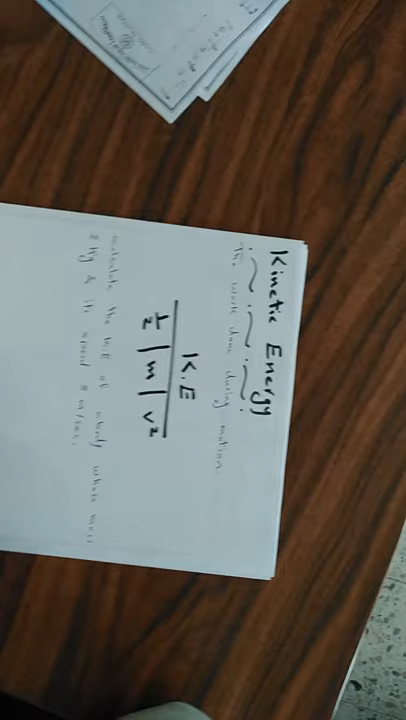 Kinetic Energy
The work done during motion.
K.E
½ | m | v²
calculate the K.E of a body whose mass
Kg & its speed 8 m/sec.